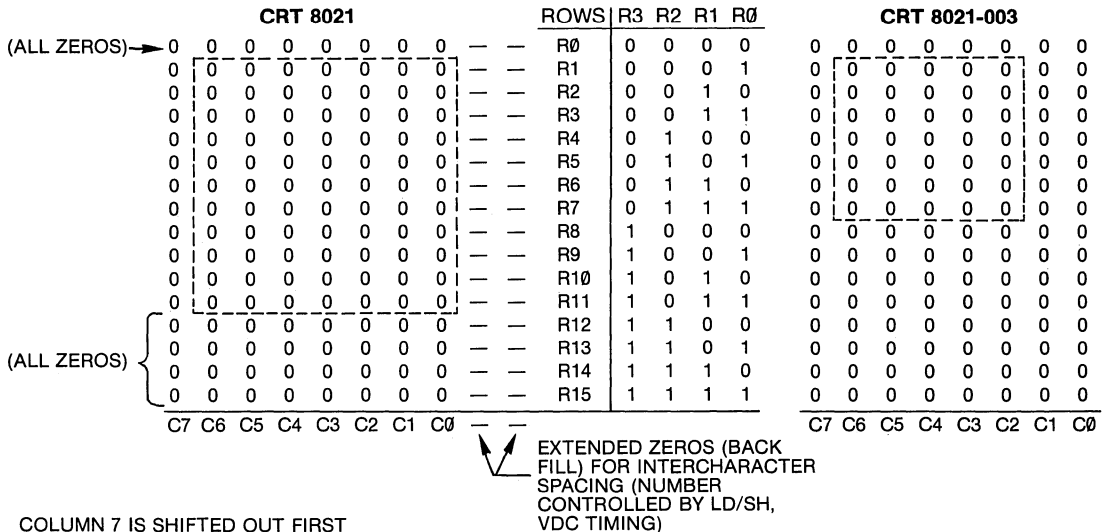 CRT 8021 ROWS R3 R2 R1 RØ CRT 8021-003
(ALL ZEROS) 0 0 0 0 0 0 0 0 — — RØ 0 0 0 0 0 0 0 0 0 0 0 0
0 0 0 0 0 0 0 0 — — R1 0 0 0 1 0 0 0 0 0 0 0 0
0 0 0 0 0 0 0 0 — — R2 0 0 1 0 0 0 0 0 0 0 0 0
0 0 0 0 0 0 0 0 — — R3 0 0 1 1 0 0 0 0 0 0 0 0
0 0 0 0 0 0 0 0 — — R4 0 1 0 0 0 0 0 0 0 0 0 0
0 0 0 0 0 0 0 0 — — R5 0 1 0 1 0 0 0 0 0 0 0 0
0 0 0 0 0 0 0 0 — — R6 0 1 1 0 0 0 0 0 0 0 0 0
0 0 0 0 0 0 0 0 — — R7 0 1 1 1 0 0 0 0 0 0 0 0
0 0 0 0 0 0 0 0 — — R8 1 0 0 0 0 0 0 0 0 0 0 0
0 0 0 0 0 0 0 0 — — R9 1 0 0 1 0 0 0 0 0 0 0 0
0 0 0 0 0 0 0 0 — — R1Ø 1 0 1 0 0 0 0 0 0 0 0 0
0 0 0 0 0 0 0 0 — — R11 1 0 1 1 0 0 0 0 0 0 0 0
0 0 0 0 0 0 0 0 — — R12 1 1 0 0 0 0 0 0 0 0 0 0
0 0 0 0 0 0 0 0 — — R13 1 1 0 1 0 0 0 0 0 0 0 0
(ALL ZEROS) 0 0 0 0 0 0 0 0 — — R14 1 1 1 0 0 0 0 0 0 0 0 0
0 0 0 0 0 0 0 0 — — R15 1 1 1 1 0 0 0 0 0 0 0 0
C7 C6 C5 C4 C3 C2 C1 CØ — — C7 C6 C5 C4 C3 C2 C1 CØ
EXTENDED ZEROS (BACK
FILL) FOR INTERCHARACTER
SPACING (NUMBER
CONTROLLED BY LD/SH,
VDC TIMING)
COLUMN 7 IS SHIFTED OUT FIRST